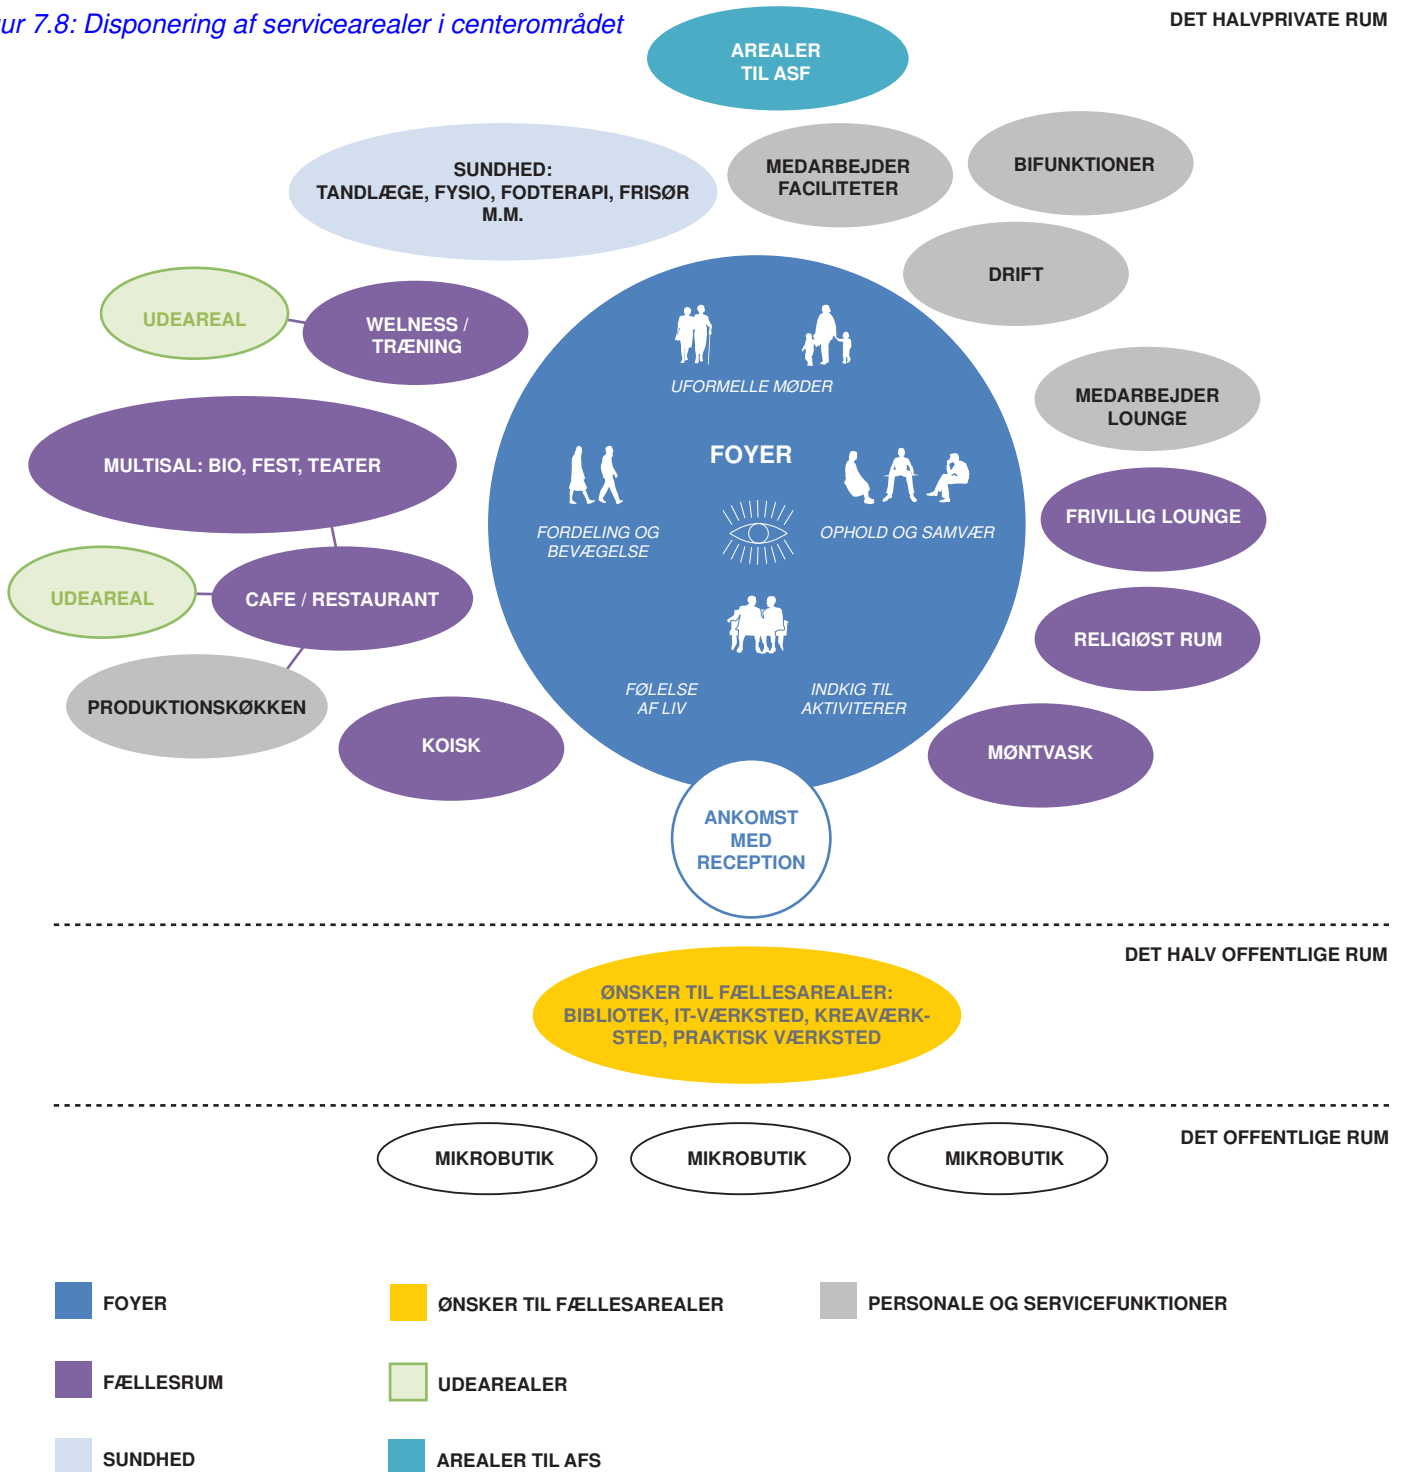 ur 7.8: Disponering af servicearealer i centerområdet
DET HALVPRIVATE RUM
AREALER
TIL ASF
SUNDHED:
TANDLÆGE, FYSIO, FODTERAPI, FRISØR
M.M.
MEDARBEJDER
FACILITETER
BIFUNKTIONER
DRIFT
UDEAREAL
WELNESS /
TRÆNING
UFORMELLE MØDER
MEDARBEJDER
LOUNGE
MULTISAL: BIO, FEST, TEATER
FOYER
FRIVILLIG LOUNGE
FORDELING OG
BEVÆGELSE
OPHOLD OG SAMVÆR
UDEAREAL
CAFE / RESTAURANT
RELIGIØST RUM
PRODUKTIONSKØKKEN
FØLELSE
AF LIV
INDKIG TIL
AKTIVITERER
KOISK
MØNTVASK
ANKOMST
MED
RECEPTION
DET HALV OFFENTLIGE RUM
ØNSKER TIL FÆLLESAREALER:
BIBLIOTEK, IT-VÆRKSTED, KREAVÆRK-
STED, PRAKTISK VÆRKSTED
DET OFFENTLIGE RUM
MIKROBUTIK
MIKROBUTIK
MIKROBUTIK
FOYER
ØNSKER TIL FÆLLESAREALER
PERSONALE OG SERVICEFUNKTIONER
FÆLLESRUM
UDEAREALER
SUNDHED
AREALER TIL AFS